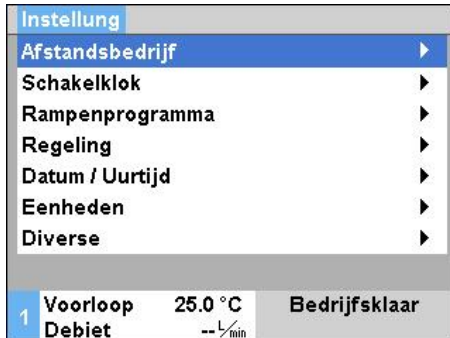 Instellung
Afstandsbedrijf
Schakelklok
Rampenprogramma
Regeling
Datum / Uurtijd
Eenheden
Diverse
1 Voorloop 25.0 °C Bedrijfsklaar
Debiet -- L/min